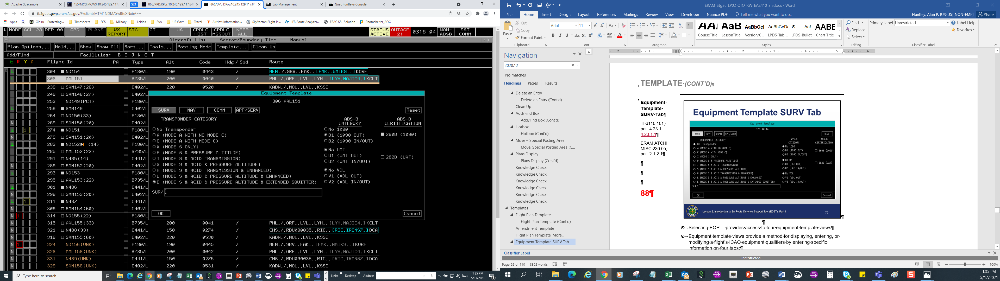 Apache Guacamole
455/MCG:MCWS:10.245.129.117:
S21
865/RPD:RPos:10.245.129.117:84
866/DVu:DPos:10.245.129.117:84
Lab Management
Guac huntleya Console
tb3guac.gwp.eram.faa.gov/#/client/MTM1NDMAYwBteXNxbA==
Apps
Gibiru – Protecting...
Timesheets
ECS
Military
Leidos
FAA
US Govt
Travel
AirNav: Information...
SkyVector: Flight Pl...
IFR Route Analyzer...
FRAC SSL Solution
Photoshelter_AOC
MORE ACL 28 DEP 00 GPD PLANS WX REPORT SIG GI UA CPDLC HIST CPDLC MSGOUT KEEP ALL STATUS ACTIVE OUTAGE 21 0318 04 NON-ADSB SAT COMM
Aircraft List Sector/Boundary Time Manual
Plan Options... Hold... Show Show All Sort... Tools... Posting Mode Template... Clean Up
Add/Find Facilities: B I J N C T
R Y A Flight Id PA Type Alt Code Hdg / Spd Route
304 ND154 P180/L 190 0443 / MEM./.SBV..FAK..[FAK..WAIKS..]KORF
306 AAL151 B735/L 200 0040 / PHL./.ORF..LVL..LYH..[LYH.MAJIC4.]KCLT
239 SAM147(26) C402/L 220 0520 / KADW./.MOL..LVL..KSSC
249 SAM148(27) C402/L
253 ND149(PCT) P180/L
259 SAM149 C402/L
264 ND150(33) P180/L
N 269 SAM150(20) C402/L
1 274 ND151 P180/L
N 279 SAM151(20) C402/L
283 ND152 (14) P180/L
285 AAL152(22) B735/L
291 N485(14) C441/L
N 289 SAM152(20) C402/L
293 ND153 P180/L
295 AAL153(22) B735/L
301 N486 C441/L
N 299 SAM153(20) C402/L
1 311 N487 C441/L
N 309 SAM154(60) C402/L
N 1 314 ND155(22) P180/L
N 315 AAL155(33) B735/L 200 0041 / PHL./.ORF..LVL..LYH..[LYH.MAJIC4.]KCLT
N 321 N488(33) C441/L 150 0274 / CHS./.RDU090035..RIC..[RIC.IRONS7.]DCA
N 319 SAM155(60) C402/L 220 0530 / KADW./.MOL..LVL..KSSC
N 1 324 ND156(UNK) P180/L 190 0445 / MEM./.SBV..FAK..[FAK..WAIKS..]KORF
N 326 AAL156(UNK) B735/L 200 0042 / PHL./.ORF..LVL..LYH..[LYH.MAJIC4.]KCLT
N 331 N489(UNK) C441/L 150 0275 / CHS./.RDU090035..RIC..[RIC.IRONS7.]DCA
N 329 SAM156(UNK) C402/L 220 0531 / KADW./.MOL..LVL..KSSC
Equipment Template
306 AAL151
SURV NAV COMM APP/SERV Reset
TRANSPONDER CATEGORY
No Transponder
A (MODE A WITH NO MODE C)
C (MODE A WITH MODE C)
X (MODE S ONLY)
P (MODE S & PRESSURE ALTITUDE)
I (MODE S & ACID TRANSMISSION)
S (MODE S & ACID & PRESSURE ALTITUDE)
H (MODE S & ACID TRANSMISSION & ENHANCED)
L (MODE S & ACID & PRESSURE ALTITUDE & ENHANCED)
E (MODE S & ACID & PRESSURE ALTITUDE & EXTENDED SQUITTER)
ADS-B CATEGORY
No 1090
B1 (1090 OUT)
B2 (1090 IN/OUT)
No UAT
U1 (UAT OUT)
U2 (UAT IN/OUT)
No VDL
V1 (VDL OUT)
V2 (VDL IN/OUT)
ADS-B CERTIFICATION
260B (1090)
282B (UAT)
SUR/
OK Cancel
Type here to search
Links
Desktop
Address
1:35 PM
5/17/2021
ERAM_Stg3c_LP02_OTO_RW_EAE410_ah.docx - Word
File Home Insert Design Layout References Mailings Review View Developer Nuance PDF Tell me what you want to do...
Huntley, Alan P. [US-US](NON-EMP) Share
Paste
Cut
Copy
Format Painter
Clipboard
Arial 11
Font
Paragraph
CourseTitle LessonTitle Version/C... LPDS-Tabl... LPDS-Bullet Chart Title
Styles
Find
Replace
Select
Editing
Primary Label Unrestricted
Label Help
Favorites
Classifier Label
Navigation
2020.12
No matches
Headings Pages Results
Delete an Entry
Delete an Entry (Cont'd)
Clean Up
Add/Find Box
Add/Find Box (Cont'd)
Hotbox
Hotbox (Cont'd)
Move – Special Posting Area
Move, Special Posting Area (C...
Plans Display
Plans Display (Cont'd)
Knowledge Check
Knowledge Check
Knowledge Check
Knowledge Check
Knowledge Check
Knowledge Check
Templates
Flight Plan Template
Flight Plan Template (Cont'd)
Amendment Template
Flight Plan Template, More...
Equipment Template SURV Tab
TEMPLATE (CONT'D)¶
Equipment Template SURV Tab¶
TI 6110.101, par. 4.23.1, 4.23.1.1¶
ERAM ATCHI MISC 230.05, par. 2.1.2.1¶
88¶
Equipment Template SURV Tab
Equipment Template
12C AAL14
SURV NAV COMM APP/SERV RESET
TRANSPONDER CATEGORY
No Transponder
A (MODE A WITH NO MODE C)
C (MODE A WITH MODE C)
X (MODE S ONLY)
P (MODE S & PRESSURE ALTITUDE)
I (MODE S & ACID TRANSMISSION)
S (MODE S & ACID & PRESSURE ALTITUDE)
H (MODE S & ACID TRANSMISSION & ENHANCED)
L (MODE S & ACID & PRESSURE ALTITUDE & ENHANCED)
E (MODE S & ACID & PRESSURE ALTITUDE & EXTENDED SQUITTER)
ADS-B CATEGORY
No 1090
B1 (1090 OUT)
B2 (1090 IN/OUT)
No UAT
U1 (UAT OUT)
U2 (UAT IN/OUT)
No VDL
V1 (VDL OUT)
V2 (VDL IN/OUT)
ADS-B CERTIFICATION
260B (1090)
282B (UAT)
SUR/
OK Cancel
Lesson 2: Introduction to En Route Decision Support Tool (EDST), Part 1
70
Selecting EQP… provides access to four equipment template views¶
Equipment template views provide a method for displaying, entering, or modifying a flight's ICAO equipment qualifiers by entering specific information on four tabs:¶
Classifier Label
Unrestricted
Page 92 of 110 8362 words
100%
1:35 PM
5/17/2021